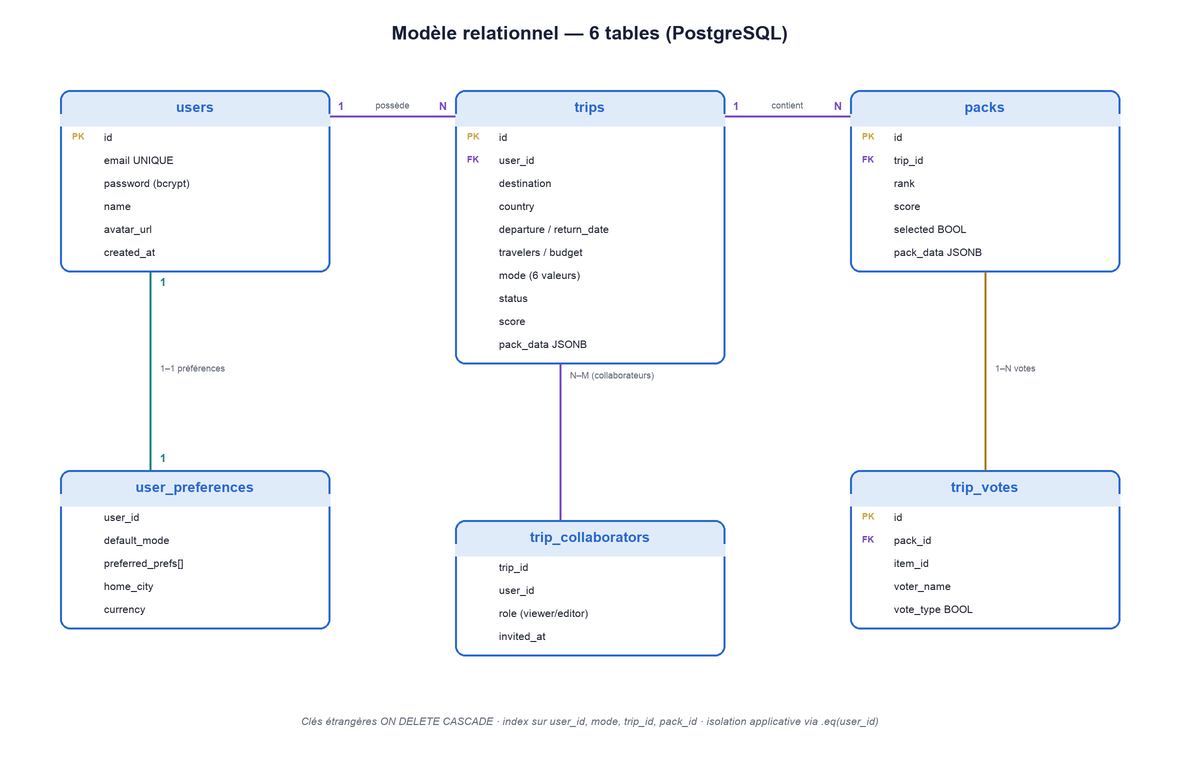 Modèle relationnel — 6 tables (PostgreSQL)
users
PK id
email UNIQUE
password (bcrypt)
name
avatar_url
created_at
1 possède N
trips
PK id
FK user_id
destination
country
departure / return_date
travelers / budget
mode (6 valeurs)
status
score
pack_data JSONB
1 contient N
packs
PK id
FK trip_id
rank
score
selected BOOL
pack_data JSONB
1
1–1 préférences
1
N–M (collaborateurs)
1–N votes
user_preferences
user_id
default_mode
preferred_prefs[]
home_city
currency
trip_collaborators
trip_id
user_id
role (viewer/editor)
invited_at
trip_votes
PK id
FK pack_id
item_id
voter_name
vote_type BOOL
Clés étrangères ON DELETE CASCADE · index sur user_id, mode, trip_id, pack_id · isolation applicative via .eq(user_id)